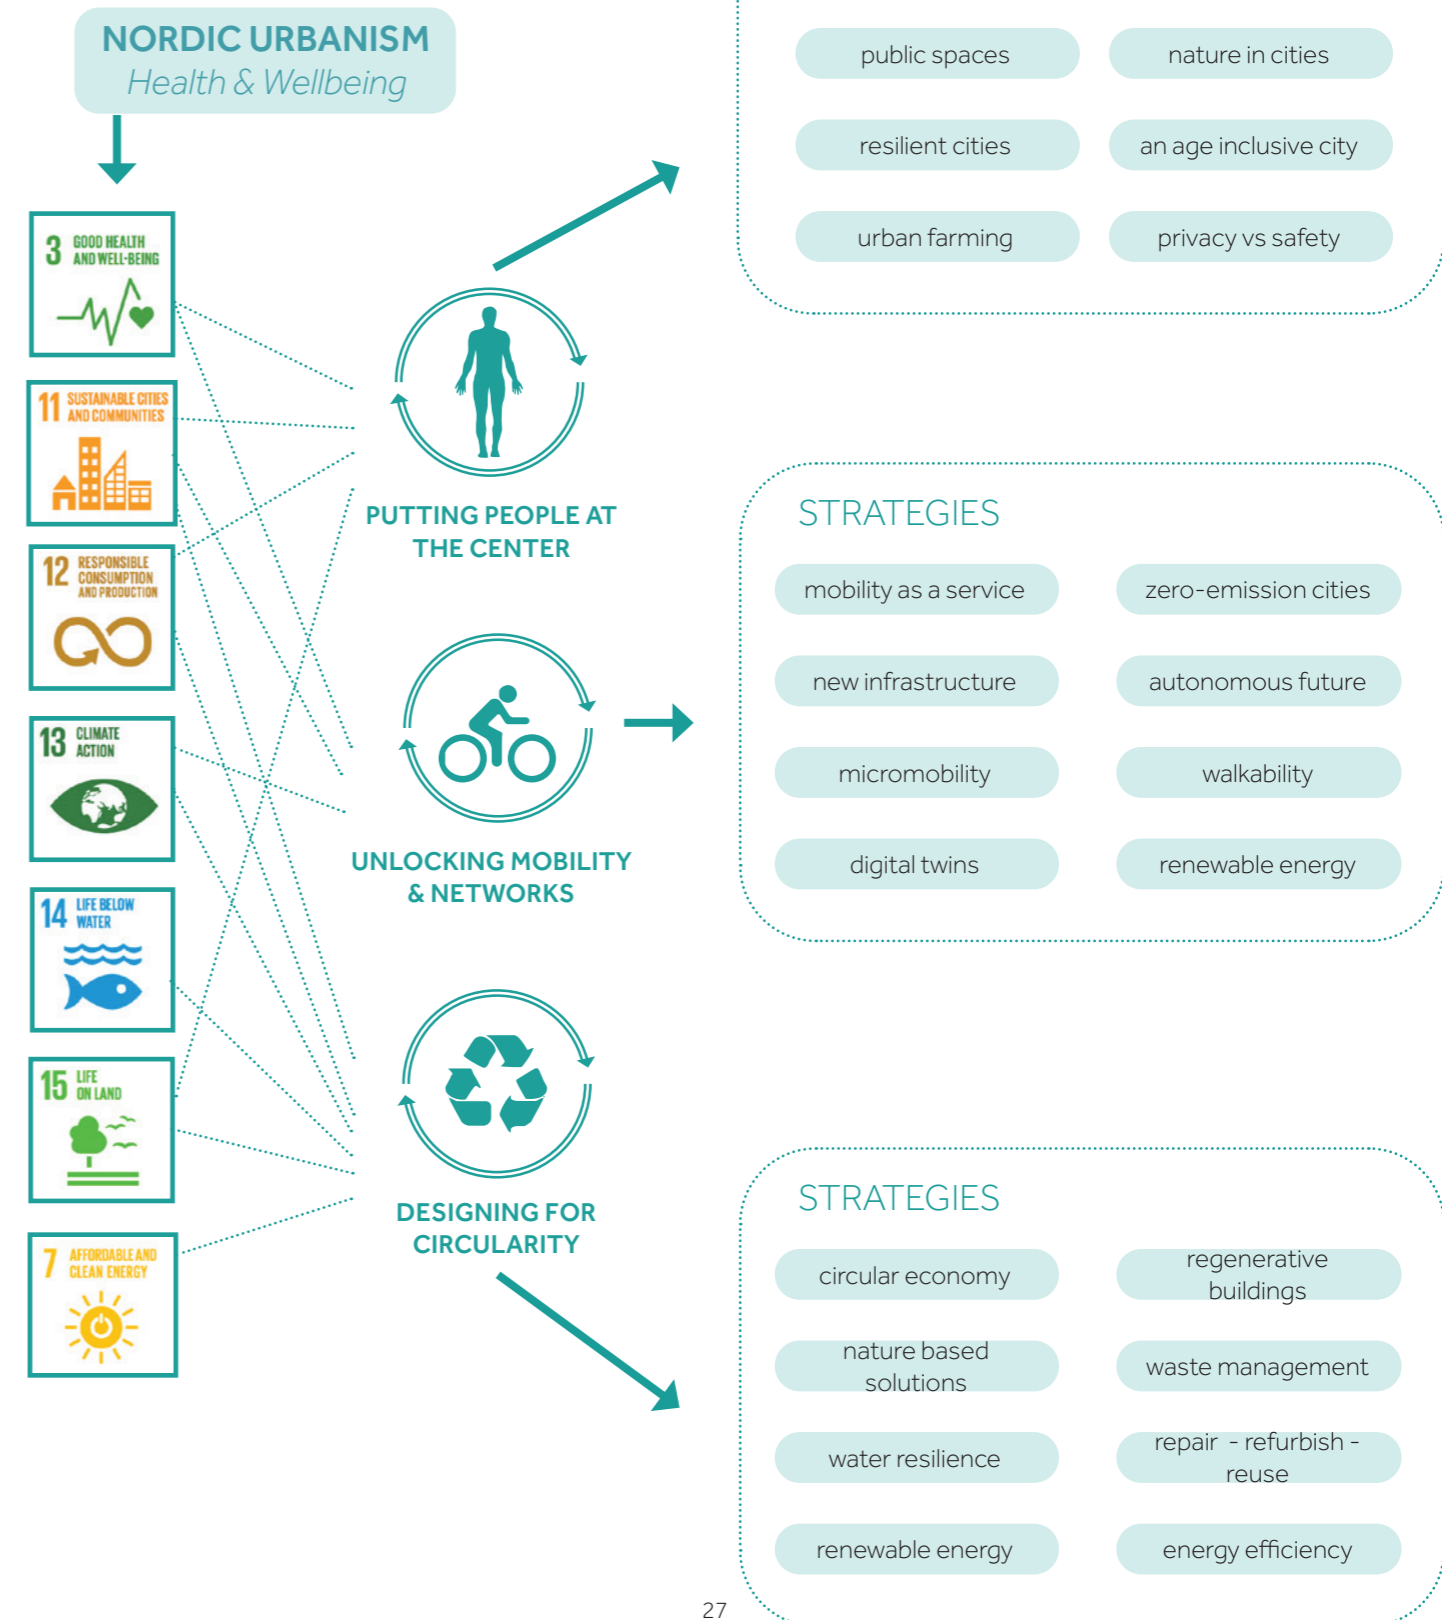 NORDIC URBANISM
Health & Wellbeing
3 GOOD HEALTH
AND WELL-BEING
11 SUSTAINABLE CITIES
AND COMMUNITIES
12 RESPONSIBLE
CONSUMPTION
AND PRODUCTION
13 CLIMATE
ACTION
14 LIFE BELOW
WATER
15 LIFE
ON LAND
7 AFFORDABLE AND
CLEAN ENERGY
PUTTING PEOPLE AT
THE CENTER
UNLOCKING MOBILITY
& NETWORKS
DESIGNING FOR
CIRCULARITY
public spaces
nature in cities
resilient cities
an age inclusive city
urban farming
privacy vs safety
STRATEGIES
mobility as a service
zero-emission cities
new infrastructure
autonomous future
micromobility
walkability
digital twins
renewable energy
STRATEGIES
circular economy
regenerative
buildings
nature based
solutions
waste management
water resilience
repair - refurbish -
reuse
renewable energy
energy efficiency
27